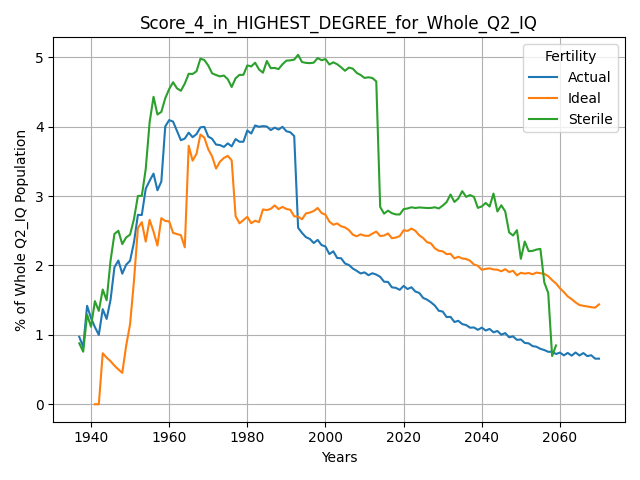 Score_4_in_HIGHEST_DEGREE_for_Whole_Q2_IQ
% of Whole Q2_IQ Population
5
4
3
2
1
0
Fertility
Actual
Ideal
Sterile
1940 1960 1980 2000 2020 2040 2060
Years